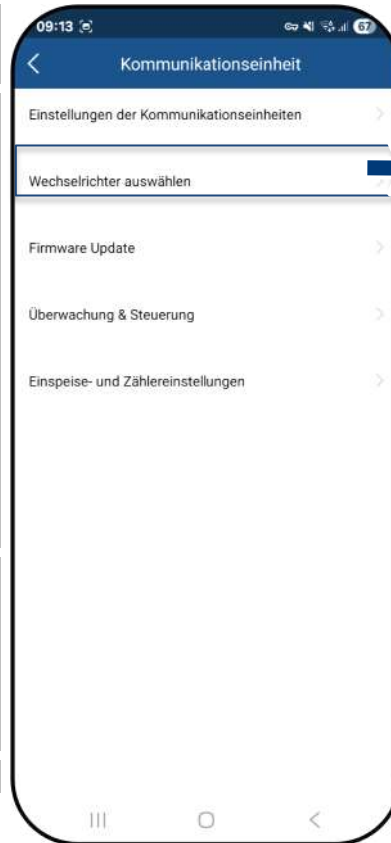 09:13
67
Kommunikationseinheit
Einstellungen der Kommunikationseinheiten
Wechselrichter auswählen
Firmware Update
Überwachung & Steuerung
Einspeise- und Zählereinstellungen